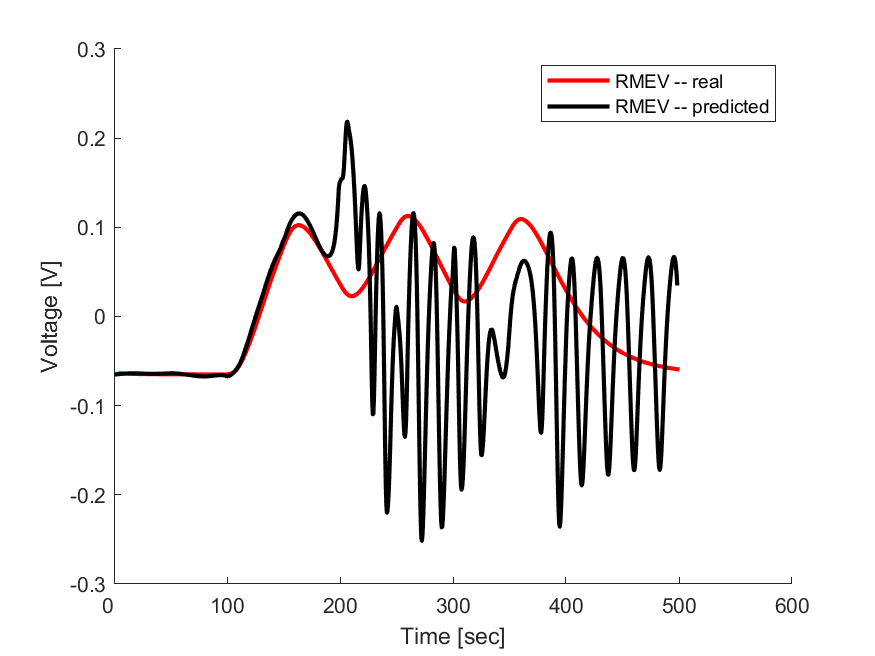 0.3
0.2
0.1
0
-0.1
-0.2
-0.3
Voltage [V]
RMEV -- real
RMEV -- predicted
0 100 200 300 400 500 600
Time [sec]